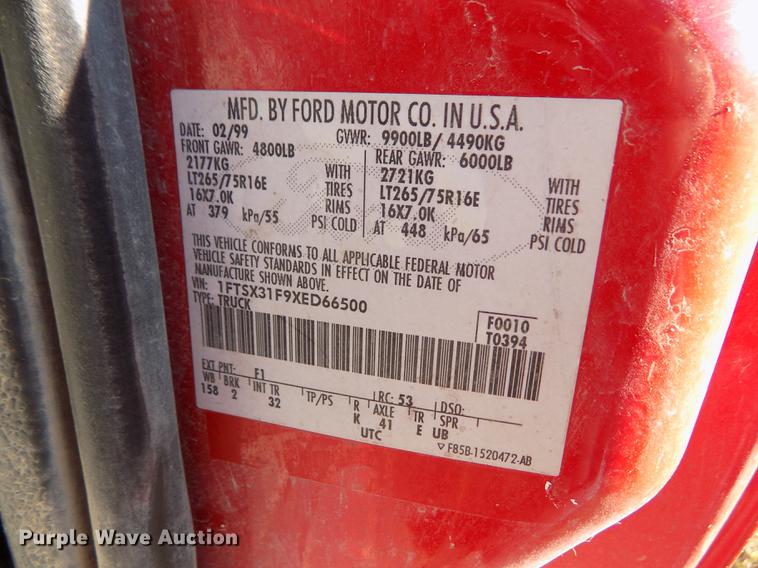 MFD. BY FORD MOTOR CO. IN U.S.A.
DATE: 02/99 GVWR: 9900LB/ 4490KG
FRONT GAWR: 4800LB REAR GAWR: 6000LB
2177KG WITH 2721KG WITH
LT265/75R16E TIRES LT265/75R16E TIRES
16X7.0K RIMS 16X7.0K RIMS
AT 379 kPa/55 PSI COLD AT 448 kPa/65 PSI COLD
THIS VEHICLE CONFORMS TO ALL APPLICABLE FEDERAL MOTOR
VEHICLE SAFETY STANDARDS IN EFFECT ON THE DATE OF
MANUFACTURE SHOWN ABOVE.
VIN: 1FTSX31F9XED66500
TYPE: TRUCK
F0010
T0394
EXT PNT: F1 RC: 53 DSO:
WB BRK INT TR TP/PS R AXLE TR SPR
158 2 32 K 41 E UB
UTC
F85B-1520472-AB
Purple Wave Auction